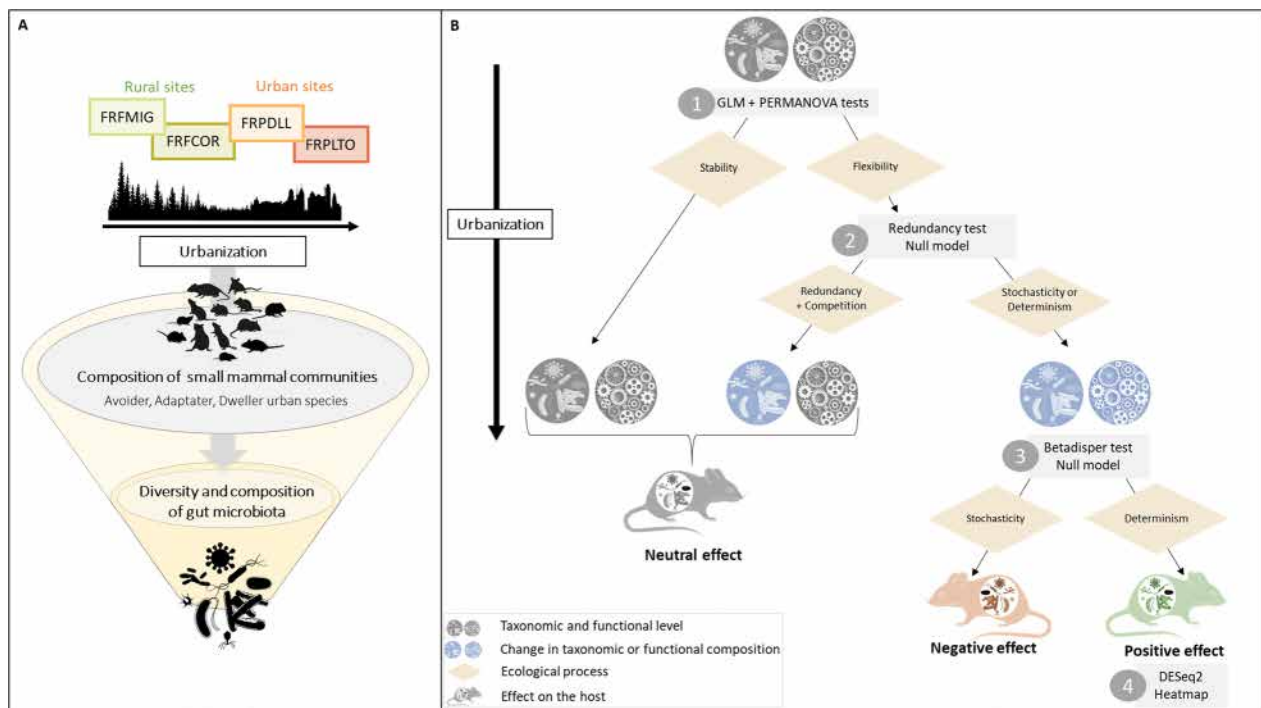 A
Rural sites
Urban sites
FRFMIG
FRFCOR
FRPDLL
FRPLTO
Urbanization
Composition of small mammal communities
Avoider, Adaptater, Dweller urban species
Diversity and composition
of gut microbiota
B
Urbanization
1
GLM + PERMANOVA tests
Stability
Flexibility
2
Redundancy test
Null model
Redundancy
+ Competition
Stochasticity or
Determinism
3
Betadisper test
Null model
Stochasticity
Determinism
Neutral effect
Negative effect
Positive effect
4
DESeq2
Heatmap
Taxonomic and functional level
Change in taxonomic or functional composition
Ecological process
Effect on the host